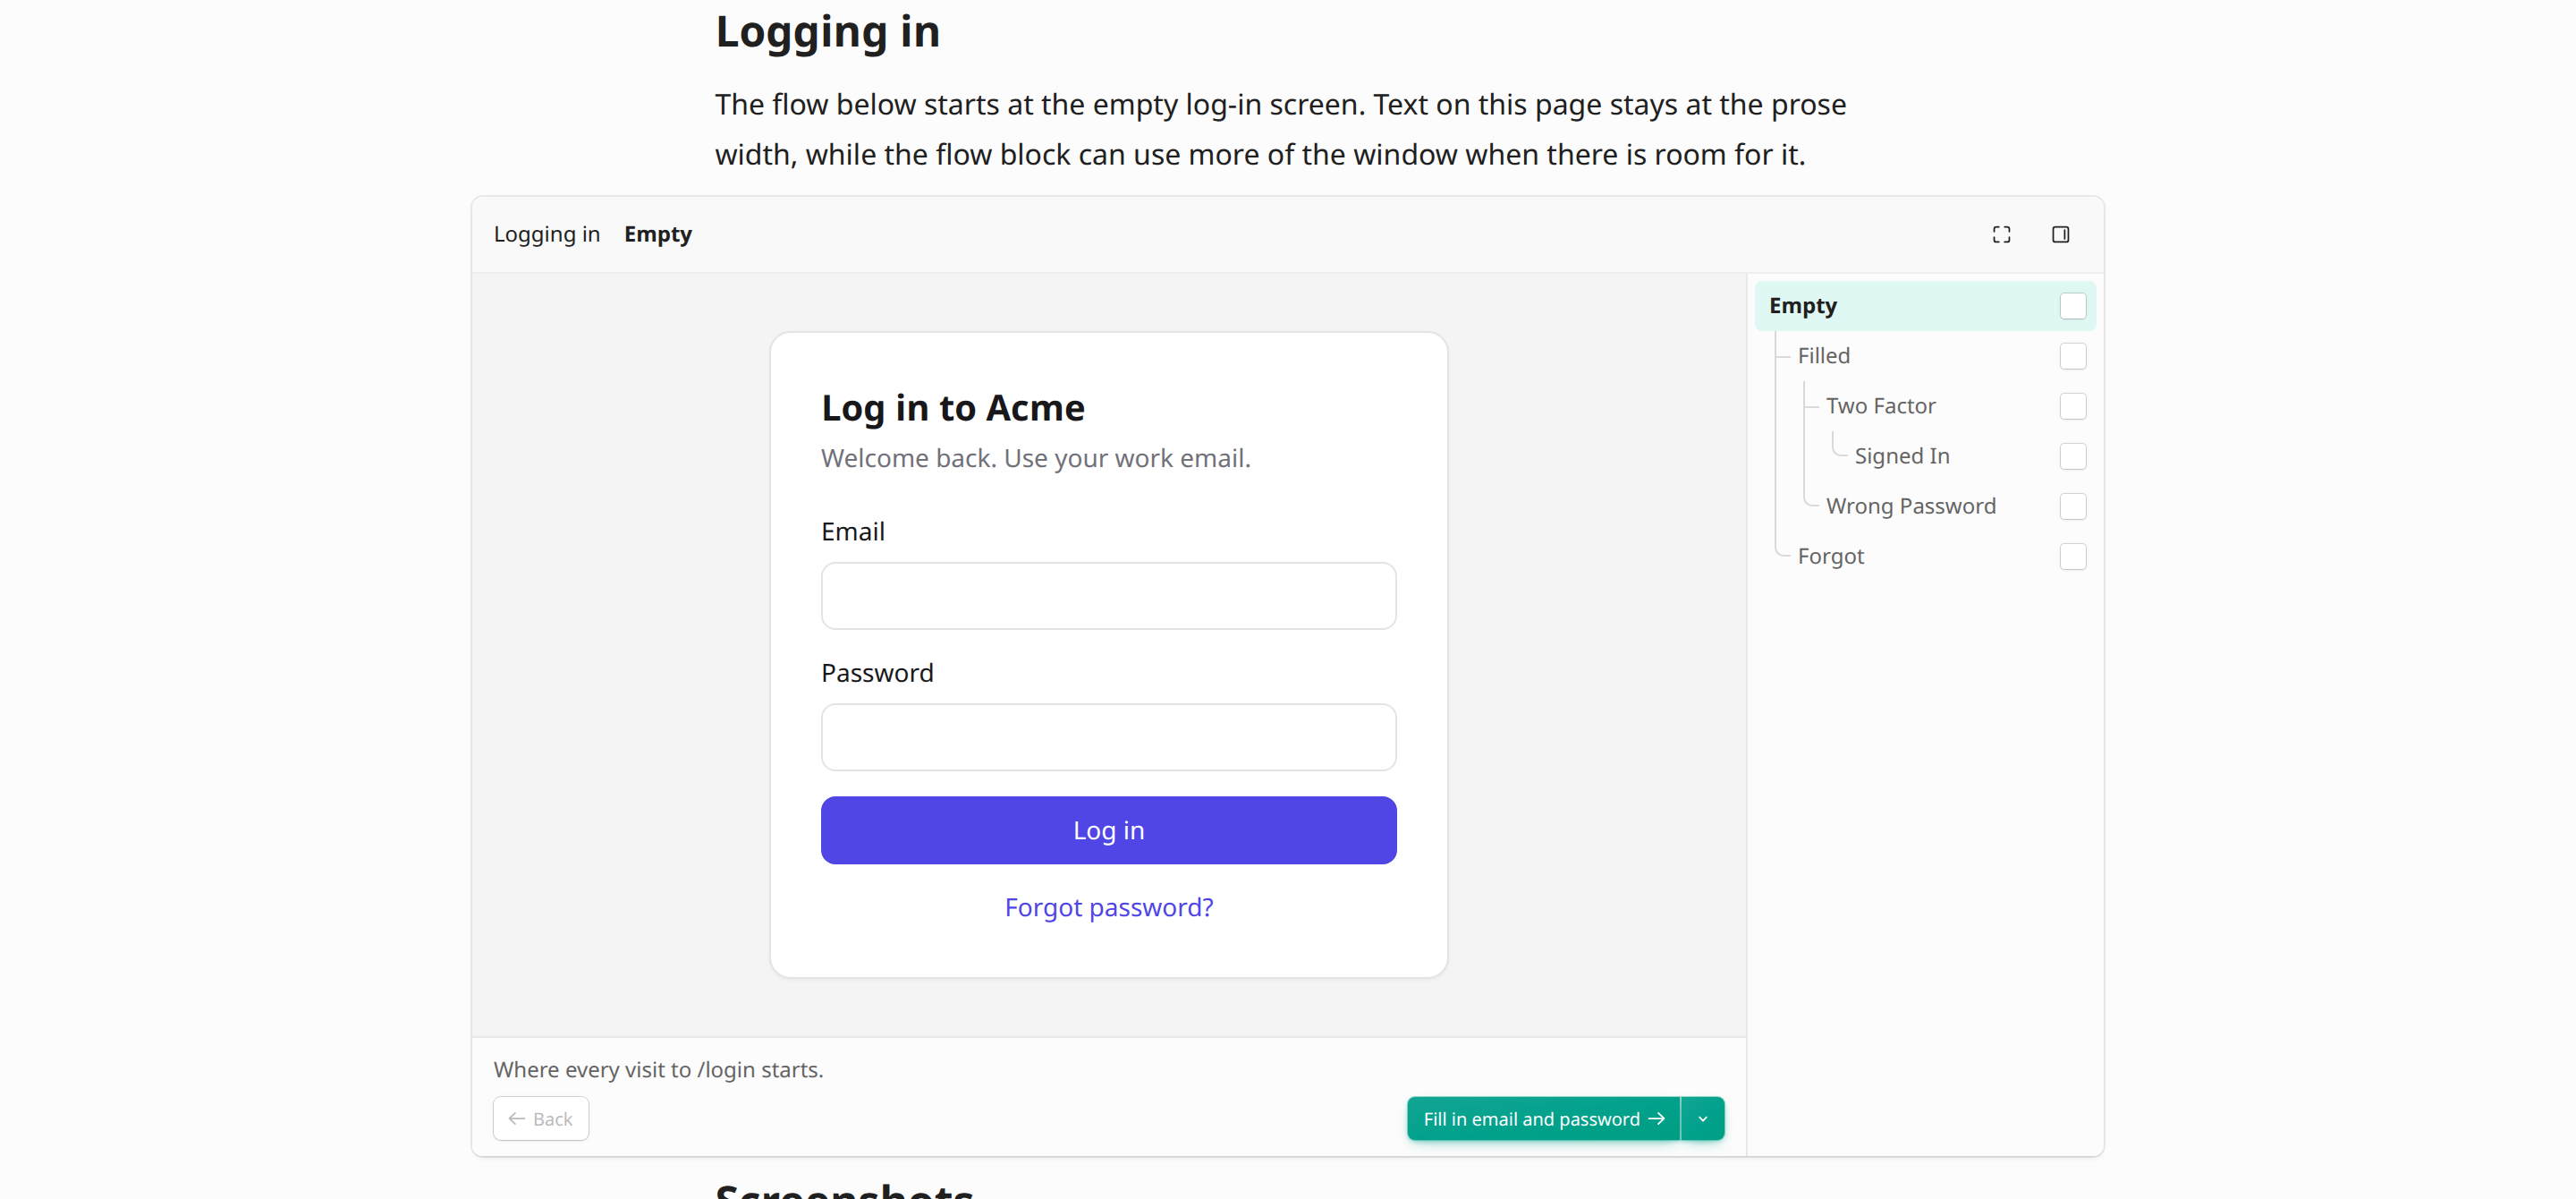 Logging in
The flow below starts at the empty log-in screen. Text on this page stays at the prose
width, while the flow block can use more of the window when there is room for it.
Logging in Empty
Empty
Filled
Two Factor
Signed In
Wrong Password
Forgot
Log in to Acme
Welcome back. Use your work email.
Email
Password
Log in
Forgot password?
Where every visit to /login starts.
Back
Fill in email and password
Screenshots